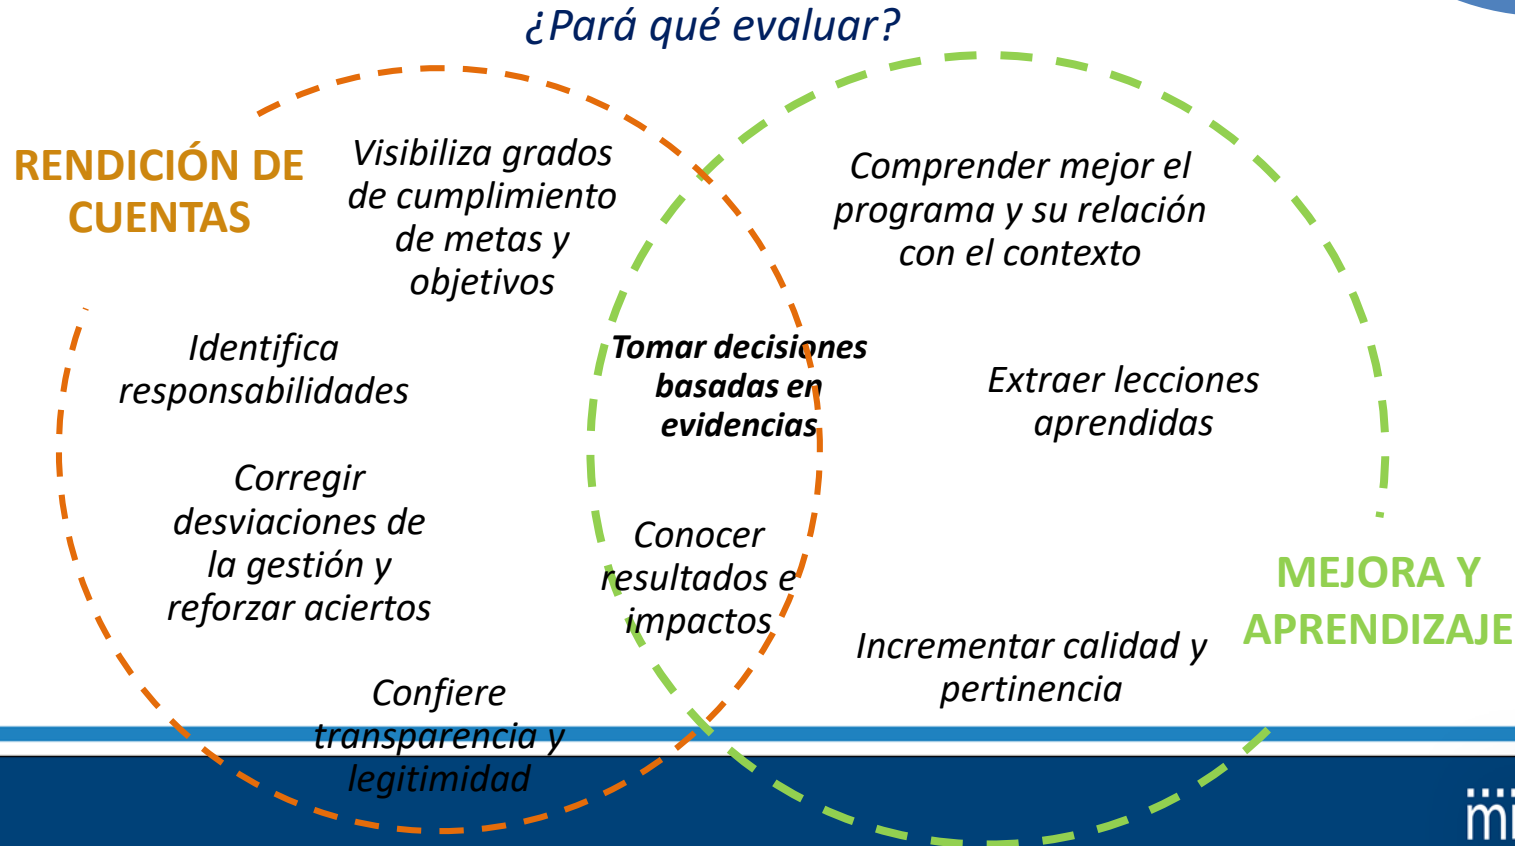 ¿Pará qué evaluar?
RENDICIÓN DE
CUENTAS
Visibiliza grados
de cumplimiento
de metas y
objetivos
Comprender mejor el
programa y su relación
con el contexto
Identifica
responsabilidades
Tomar decisiones
basadas en
evidencias
Extraer lecciones
aprendidas
Corregir
desviaciones de
la gestión y
reforzar aciertos
Conocer
resultados e
impactos
MEJORA Y
APRENDIZAJE
Incrementar calidad y
pertinencia
Confiere
transparencia y
legitimidad